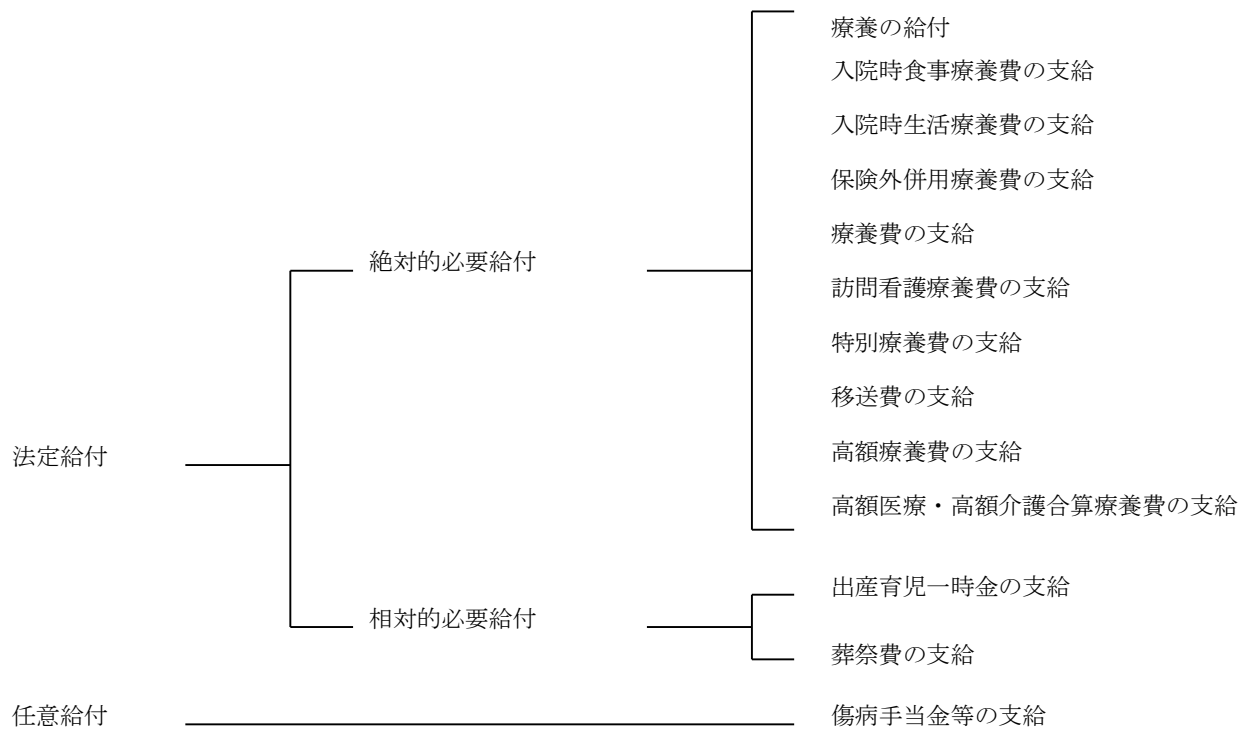 療養の給付
入院時食事療養費の支給
入院時生活療養費の支給
保険外併用療養費の支給
療養費の支給
絶対的必要給付
訪問看護療養費の支給
特別療養費の支給
移送費の支給
高額療養費の支給
法定給付
高額医療・高額介護合算療養費の支給
出産育児一時金の支給
相対的必要給付
葬祭費の支給
任意給付
傷病手当金等の支給